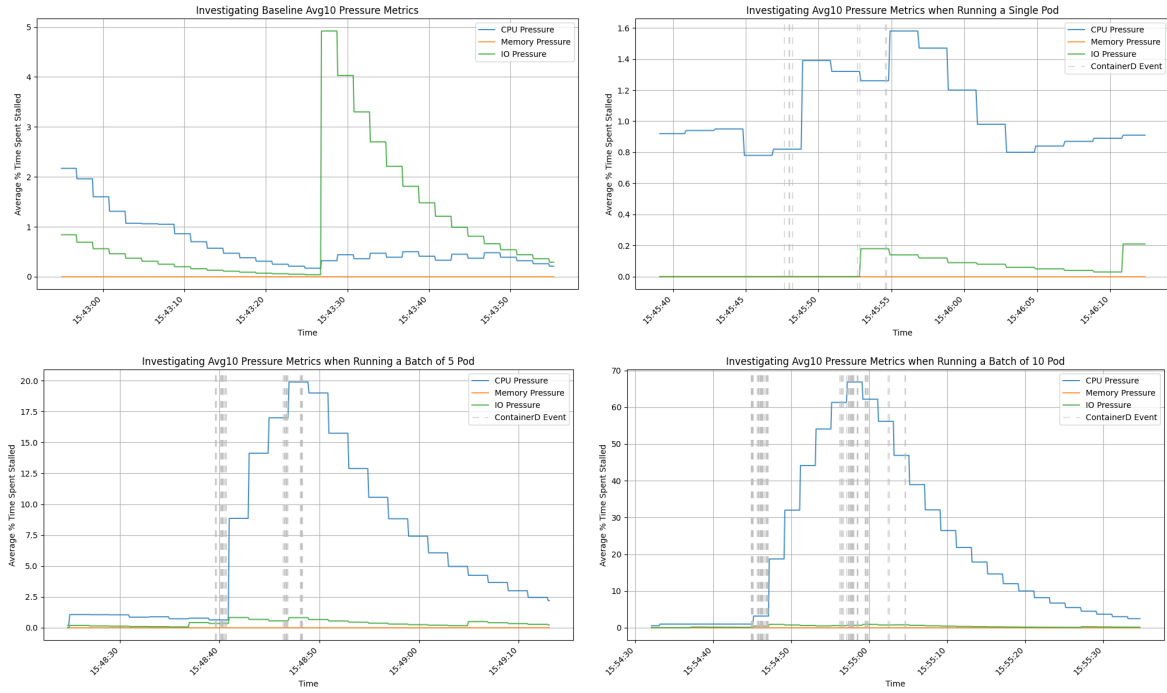 Investigating Baseline Avg10 Pressure Metrics
CPU Pressure
Memory Pressure
IO Pressure
Average % Time Spent Stalled
5
4
3
2
1
0
15:43:00
15:43:10
15:43:20
15:43:30
15:43:40
15:43:50
Time
Investigating Avg10 Pressure Metrics when Running a Single Pod
CPU Pressure
Memory Pressure
IO Pressure
ContainerD Event
Average % Time Spent Stalled
1.6
1.4
1.2
1.0
0.8
0.6
0.4
0.2
0.0
15:45:40
15:45:45
15:45:50
15:45:55
15:46:00
15:46:05
15:46:10
Time
Investigating Avg10 Pressure Metrics when Running a Batch of 5 Pod
CPU Pressure
Memory Pressure
IO Pressure
ContainerD Event
Average % Time Spent Stalled
20.0
17.5
15.0
12.5
10.0
7.5
5.0
2.5
0.0
15:48:30
15:48:40
15:48:50
15:49:00
15:49:10
Time
Investigating Avg10 Pressure Metrics when Running a Batch of 10 Pod
CPU Pressure
Memory Pressure
IO Pressure
ContainerD Event
Average % Time Spent Stalled
70
60
50
40
30
20
10
0
15:54:30
15:54:40
15:54:50
15:55:00
15:55:10
15:55:20
15:55:30
Time